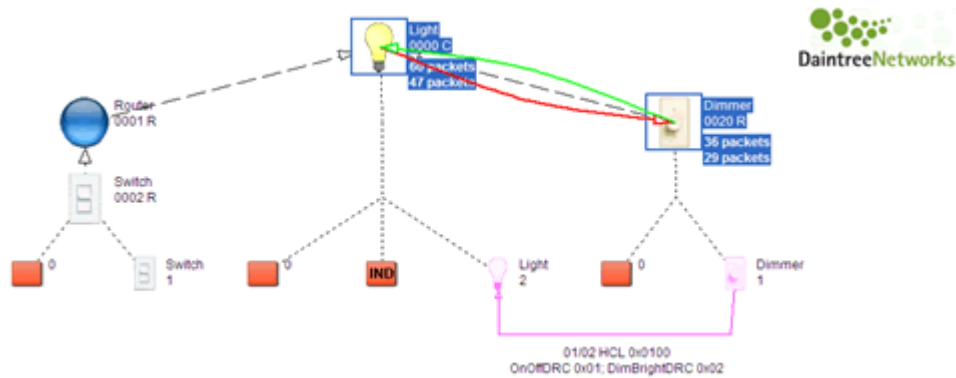 Light
0000 C
66 packets
47 packets
DaintreeNetworks
Router
0001 R
Dimmer
0020 R
36 packets
29 packets
Switch
0002 R
0
Switch
1
0
IND
Light
2
0
Dimmer
1
01/02 HCL 0x0100
OnOffDRC 0x01; DimBrightDRC 0x02